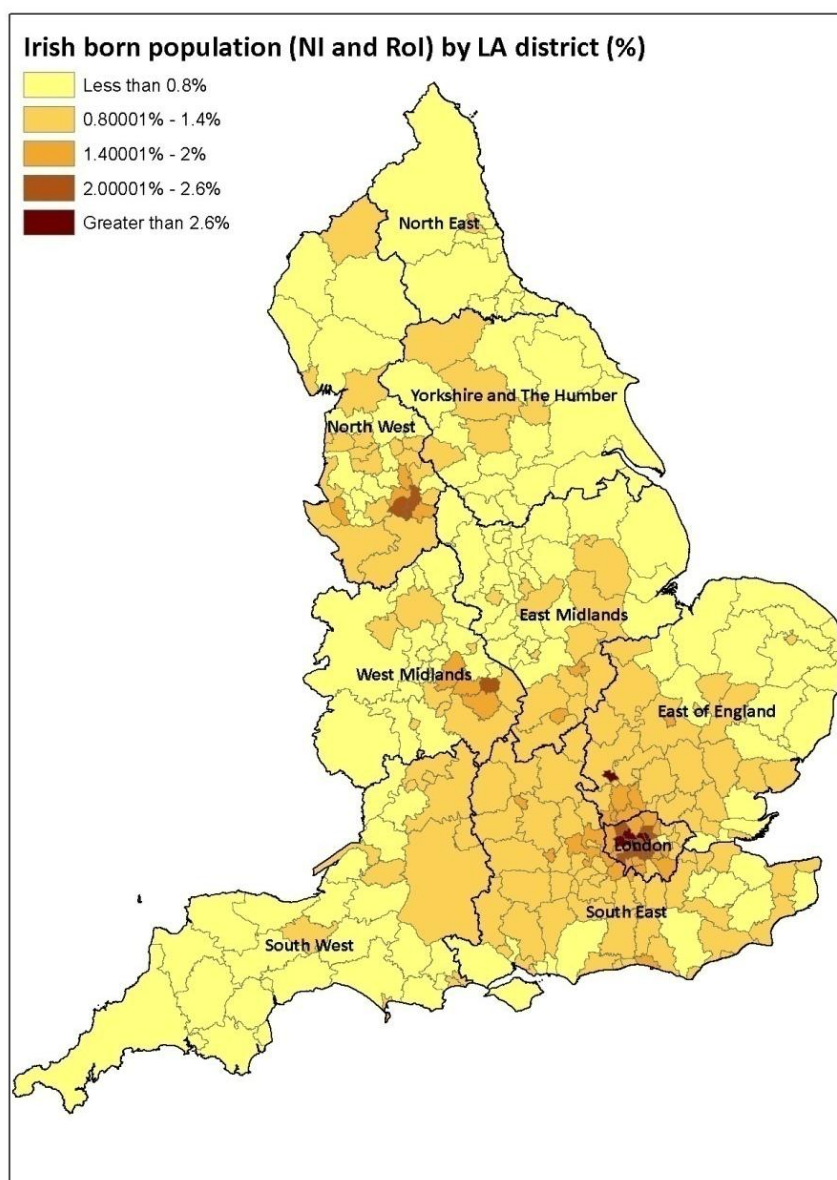 Irish born population (NI and RoI) by LA district (%)
Less than 0.8%
0.80001% - 1.4%
1.40001% - 2%
2.00001% - 2.6%
Greater than 2.6%
North East
Yorkshire and The Humber
North West
East Midlands
West Midlands
East of England
London
South East
South West